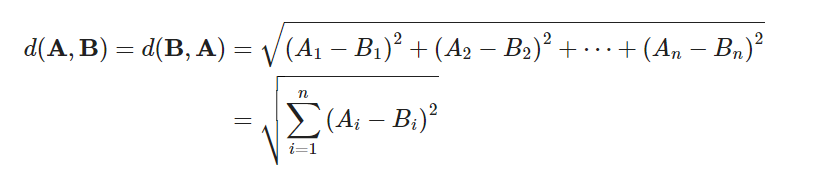 d(A, B) = d(B, A) = √((A₁ − B₁)² + (A₂ − B₂)² + ⋯ + (Aₙ − Bₙ)²)
= √(∑ᵢ₌₁ⁿ (Aᵢ − Bᵢ)²)